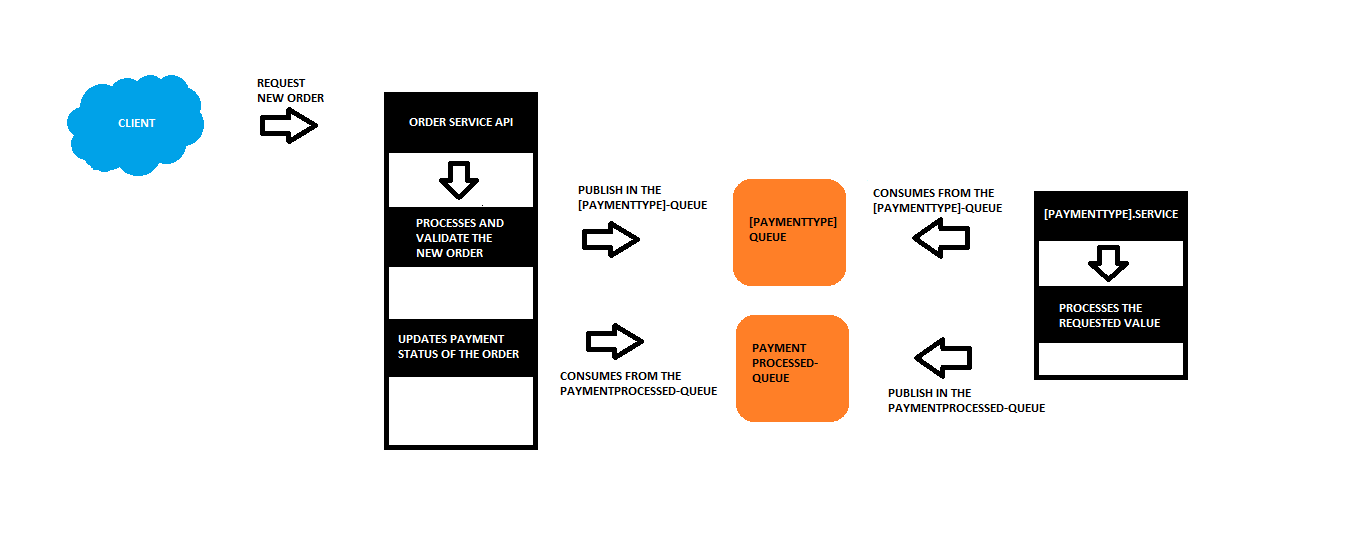 CLIENT
REQUEST
NEW ORDER
ORDER SERVICE API
PROCESSES AND
VALIDATE THE
NEW ORDER
UPDATES PAYMENT
STATUS OF THE ORDER
PUBLISH IN THE
[PAYMENTTYPE]-QUEUE
CONSUMES FROM THE
PAYMENTPROCESSED-QUEUE
[PAYMENTTYPE]
QUEUE
PAYMENT
PROCESSED-
QUEUE
CONSUMES FROM THE
[PAYMENTTYPE]-QUEUE
PUBLISH IN THE
PAYMENTPROCESSED-QUEUE
[PAYMENTTYPE].SERVICE
PROCESSES THE
REQUESTED VALUE